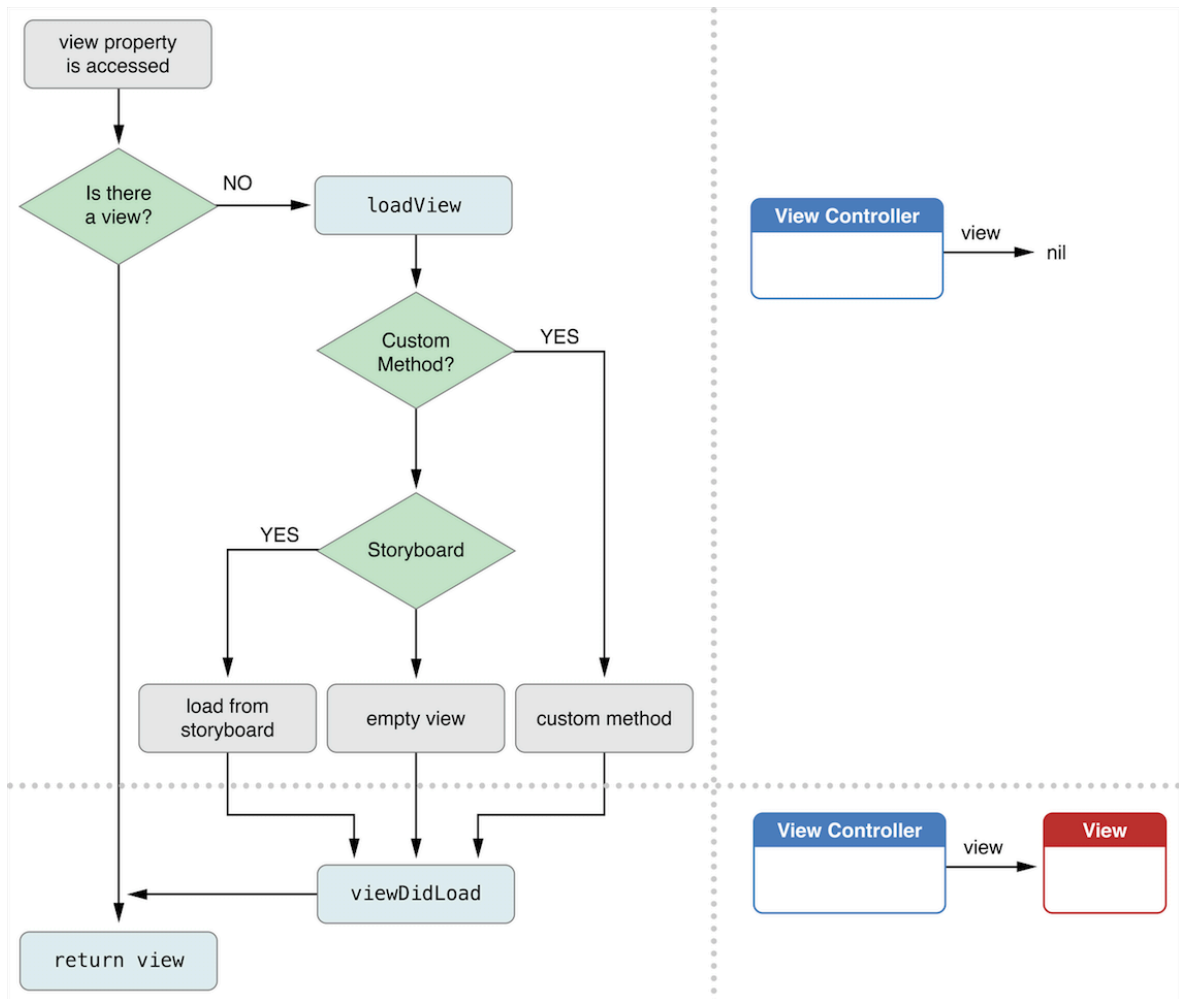 view property
is accessed
Is there
a view?
NO
loadView
Custom
Method?
YES
YES
Storyboard
load from
storyboard
empty view
custom method
viewDidLoad
return view
View Controller
view
nil
View Controller
view
View